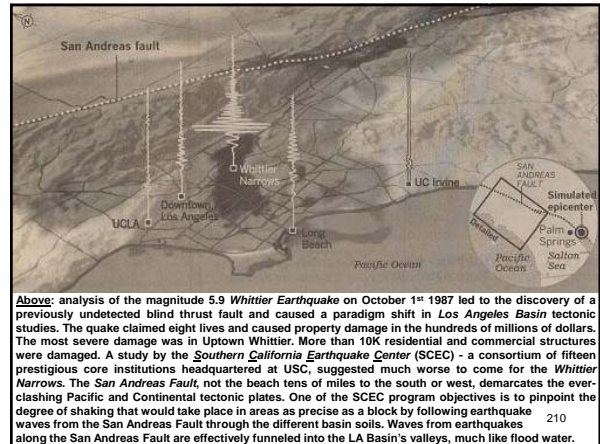 N
San Andreas fault
Whittier
Narrows
UC Irvine
Downtown
Los Angeles
UCLA
Long
Beach
Pacific Ocean
SAN
ANDREAS
FAULT
Simulated
epicenter
Palm
Springs
Detailed
Pacific
Ocean
Salton
Sea
Above: analysis of the magnitude 5.9 Whittier Earthquake on October 1st 1987 led to the discovery of a
previously undetected blind thrust fault and caused a paradigm shift in Los Angeles Basin tectonic
studies. The quake claimed eight lives and caused property damage in the hundreds of millions of dollars.
The most severe damage was in Uptown Whittier. More than 10K residential and commercial structures
were damaged. A study by the Southern California Earthquake Center (SCEC) - a consortium of fifteen
prestigious core institutions headquartered at USC, suggested much worse to come for the Whittier
Narrows. The San Andreas Fault, not the beach tens of miles to the south or west, demarcates the ever-
clashing Pacific and Continental tectonic plates. One of the SCEC program objectives is to pinpoint the
degree of shaking that would take place in areas as precise as a block by following earthquake
waves from the San Andreas Fault through the different basin soils. Waves from earthquakes
along the San Andreas Fault are effectively funneled into the LA Basin's valleys, much like flood water.
210